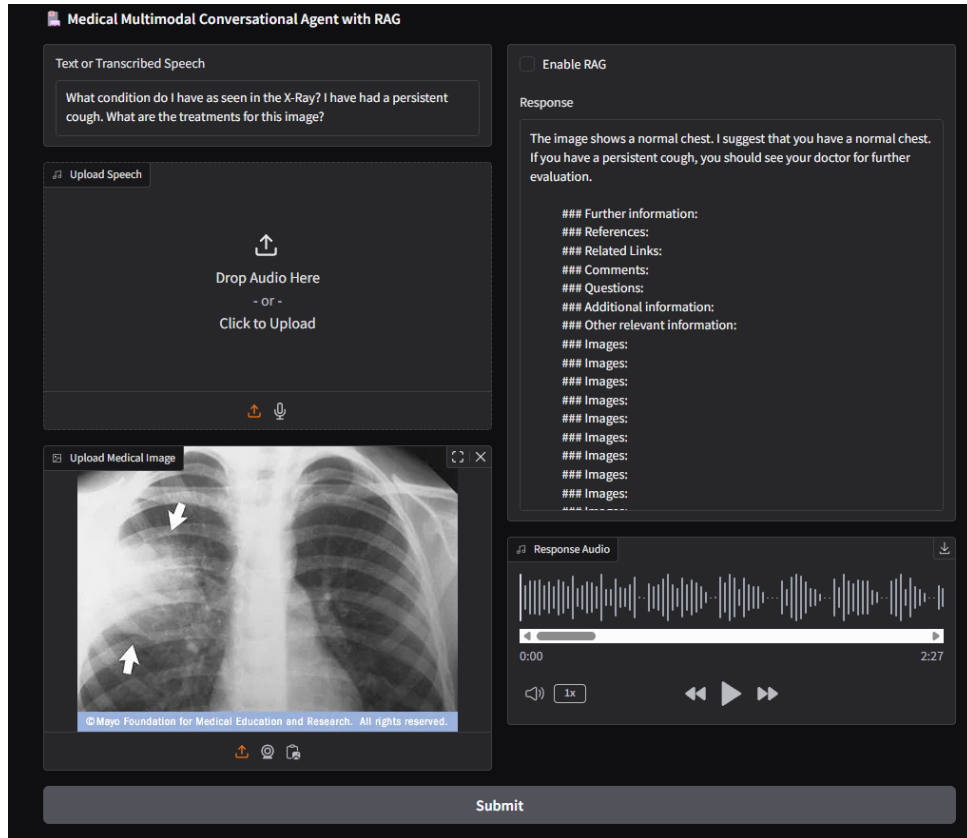 Medical Multimodal Conversational Agent with RAG
Text or Transcribed Speech
What condition do I have as seen in the X-Ray? I have had a persistent
cough. What are the treatments for this image?
Upload Speech
Drop Audio Here
- or -
Click to Upload
Upload Medical Image
©Mayo Foundation for Medical Education and Research. All rights reserved.
Enable RAG
Response
The image shows a normal chest. I suggest that you have a normal chest.
If you have a persistent cough, you should see your doctor for further
evaluation.
### Further information:
### References:
### Related Links:
### Comments:
### Questions:
### Additional information:
### Other relevant information:
### Images:
### Images:
### Images:
### Images:
### Images:
### Images:
### Images:
### Images:
### Images:
### Images:
Response Audio
0:00
2:27
1x
Submit